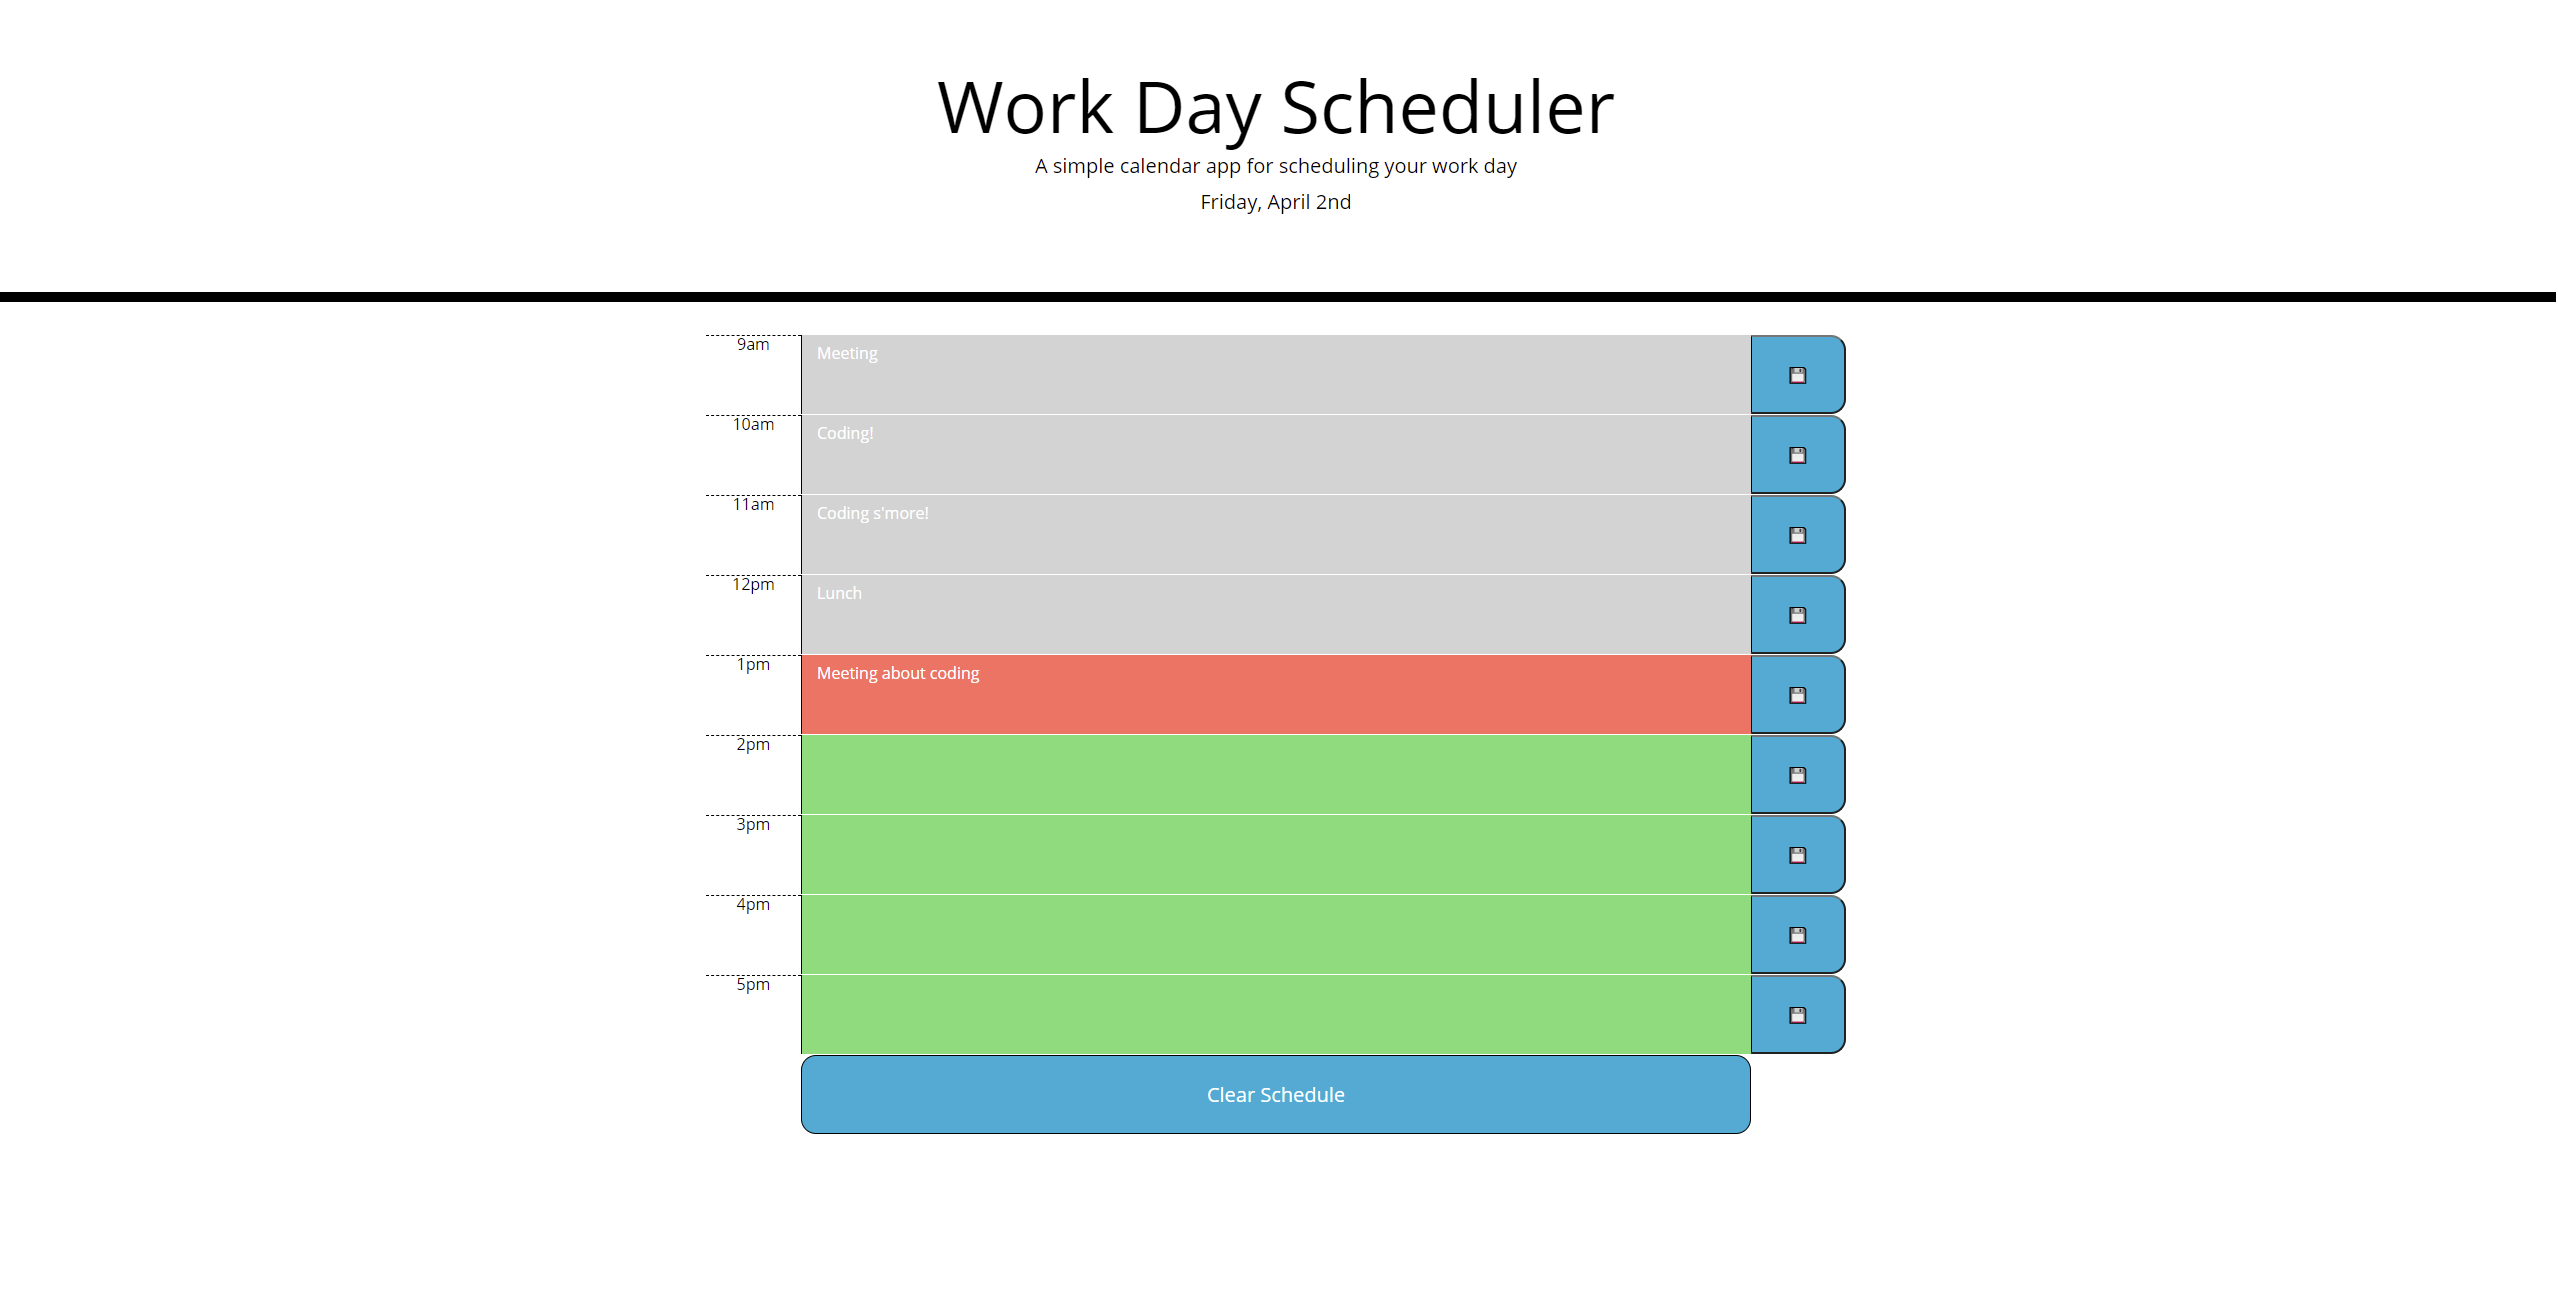 Work Day Scheduler
A simple calendar app for scheduling your work day
Friday, April 2nd
9am
Meeting
10am
Coding!
11am
Coding s'more!
12pm
Lunch
1pm
Meeting about coding
2pm
3pm
4pm
5pm
Clear Schedule